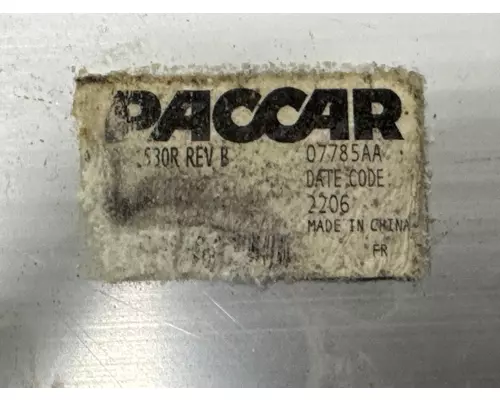 PACCAR
530R REV B 07785AA
DATE CODE
2206
MADE IN CHINA
FR